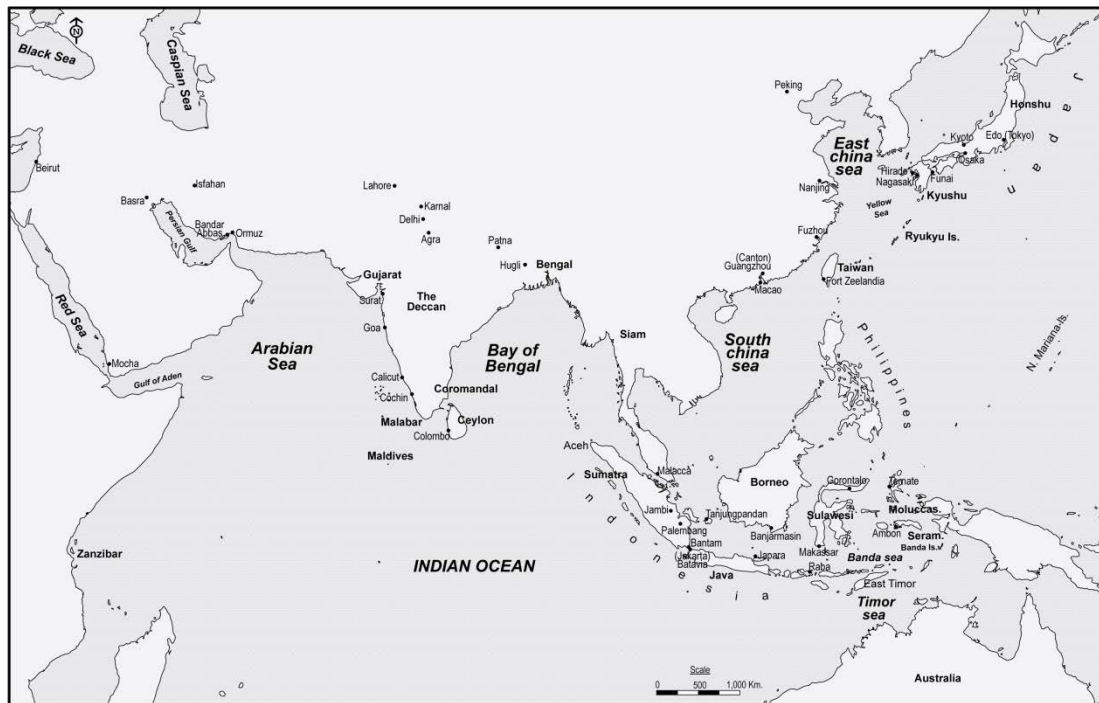 N
Black Sea
Caspian Sea
Peking
Honshu
Japan
Kyoto
Edo (Tokyo)
Osaka
East
china
sea
Beirut
Isfahan
Lahore
Hirado
Nagasaki
Funai
Nanjing
Kyushu
Basra
Karnal
Yellow
Sea
Delhi
Persian Gulf
Bandar
Abbas
Ormuz
Agra
Patna
Fuzhou
Ryukyu Is.
Hugli
Bengal
(Canton)
Guangzhou
Taiwan
Gujarat
Macao
Fort Zeelandia
Surat
The
Deccan
Red Sea
Goa
Siam
South
china
sea
Philippines
N. Mariana-Is.
Arabian
Sea
Bay of
Bengal
Mocha
Gulf of Aden
Calicut
Coromandal
Cochin
Malabar
Ceylon
Colombo
Aceh
Maldives
Sumatra
Malacca
Borneo
Gorontalo
Ternate
Indonesia
Jambi
Tanjungpandan
Sulawesi
Moluccas.
Palembang
Banjarmasin
Ambon
Seram.
Zanzibar
Bantam
Makassar
Banda Is.
(Jakarta)
Batavia
Japara
Banda sea
INDIAN OCEAN
Java
Raba
East Timor
Timor
sea
Scale
0 500 1,000 Km.
Australia